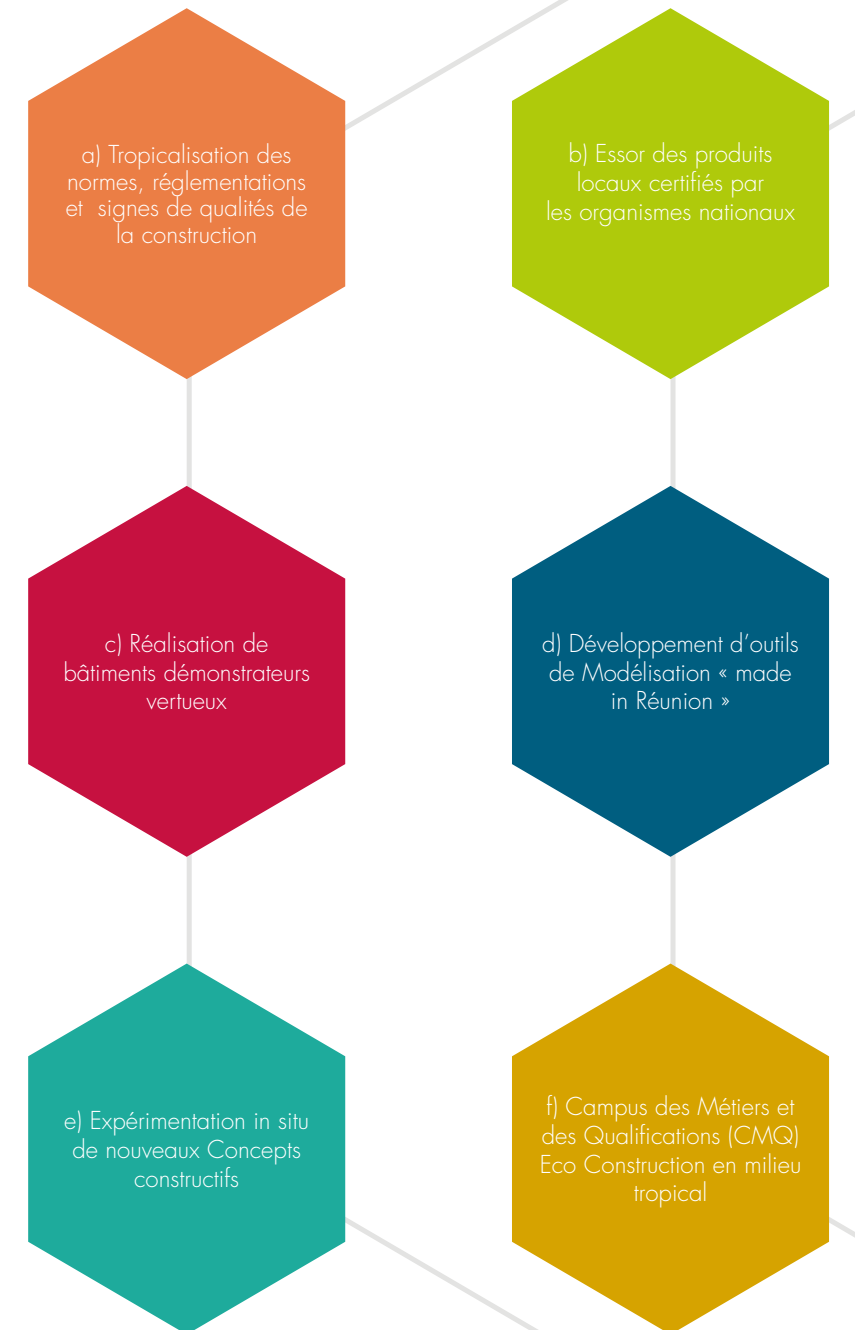 a) Tropicalisation des
normes, réglementations
et signes de qualités de
la construction
b) Essor des produits
locaux certifiés par
les organismes nationaux
c) Réalisation de
bâtiments démonstrateurs
vertueux
d) Développement d’outils
de Modélisation « made
in Réunion »
e) Expérimentation in situ
de nouveaux Concepts
constructifs
f) Campus des Métiers et
des Qualifications (CMQ)
Eco Construction en milieu
tropical